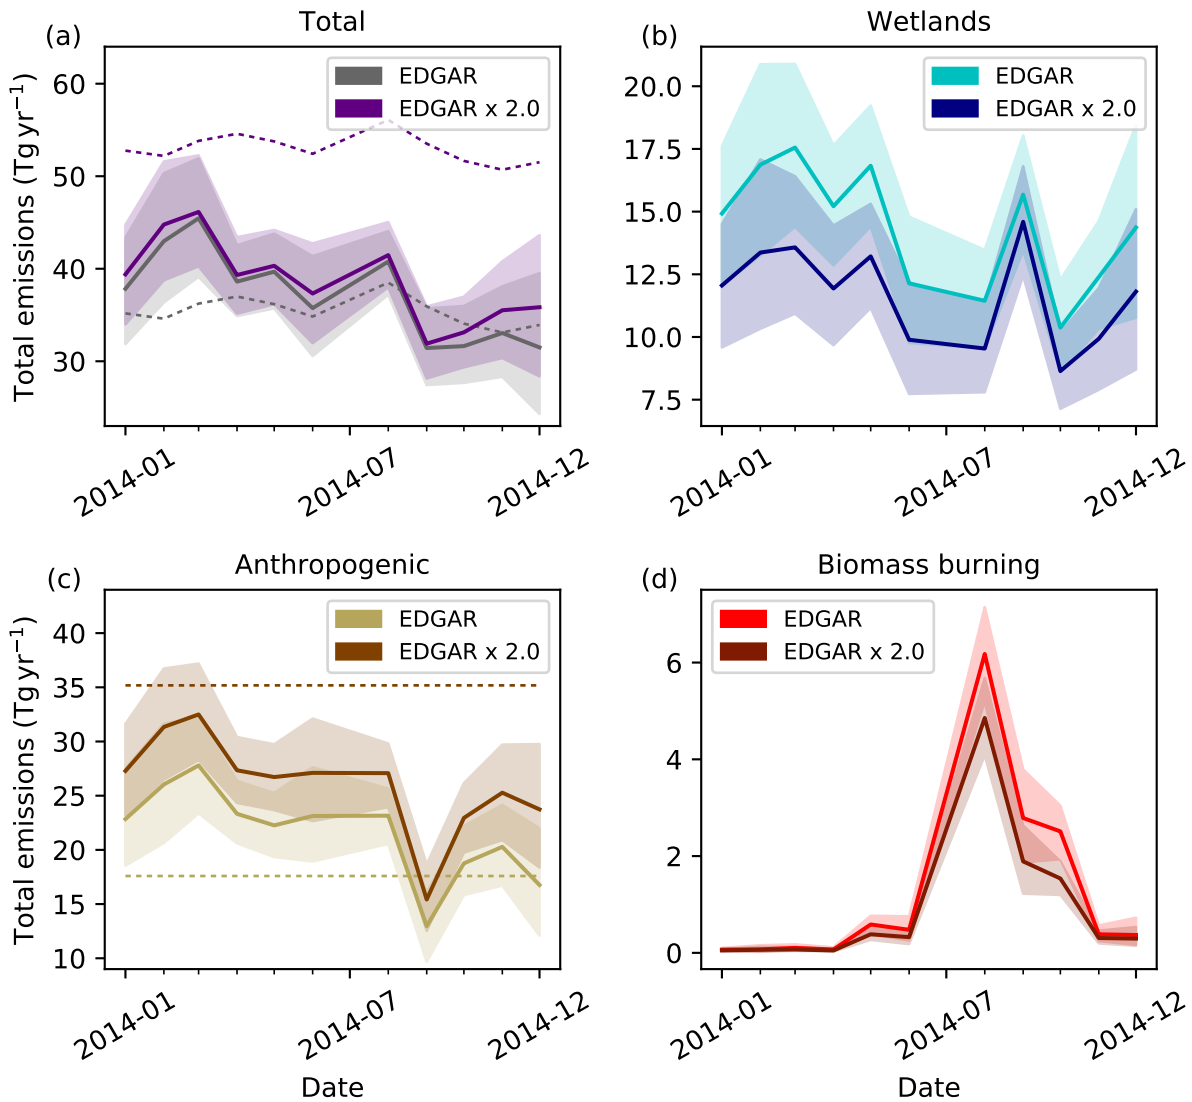 (a)
Total
Total emissions (Tg yr⁻¹)
60
50
40
30
EDGAR
EDGAR x 2.0
2014-01
2014-07
2014-12
(b)
Wetlands
20.0
17.5
15.0
12.5
10.0
7.5
EDGAR
EDGAR x 2.0
2014-01
2014-07
2014-12
(c)
Anthropogenic
Total emissions (Tg yr⁻¹)
40
35
30
25
20
15
10
EDGAR
EDGAR x 2.0
2014-01
2014-07
2014-12
Date
(d)
Biomass burning
6
4
2
0
EDGAR
EDGAR x 2.0
2014-01
2014-07
2014-12
Date